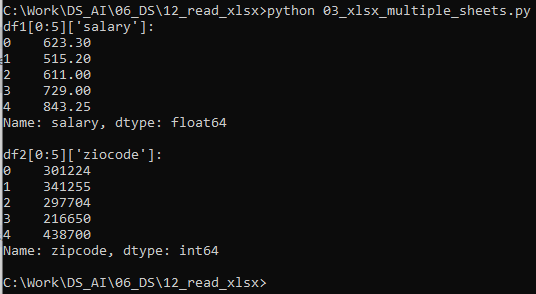 C:\Work\DS_AI\06_DS\12_read_xlsx>python 03_xlsx_multiple_sheets.py
df1[0:5]['salary']:
0    623.30
1    515.20
2    611.00
3    729.00
4    843.25
Name: salary, dtype: float64

df2[0:5]['ziocode']:
0    301224
1    341255
2    297704
3    216650
4    438700
Name: zipcode, dtype: int64

C:\Work\DS_AI\06_DS\12_read_xlsx>